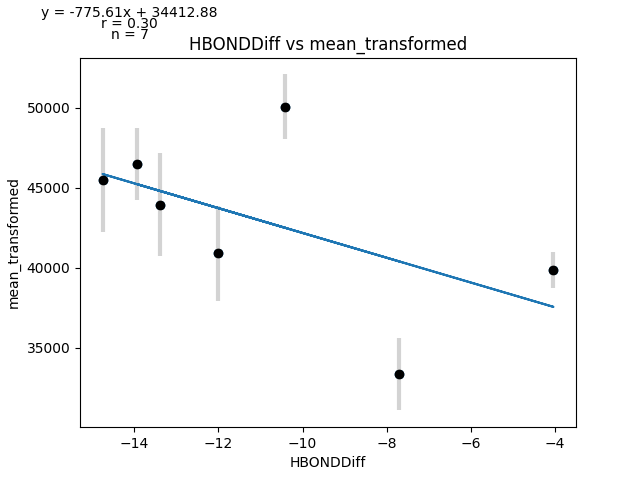 y = -775.61x + 34412.88
r = 0.30
n = 7
HBONDDiff vs mean_transformed
50000
45000
40000
35000
mean_transformed
−14
−12
−10
−8
−6
−4
HBONDDiff